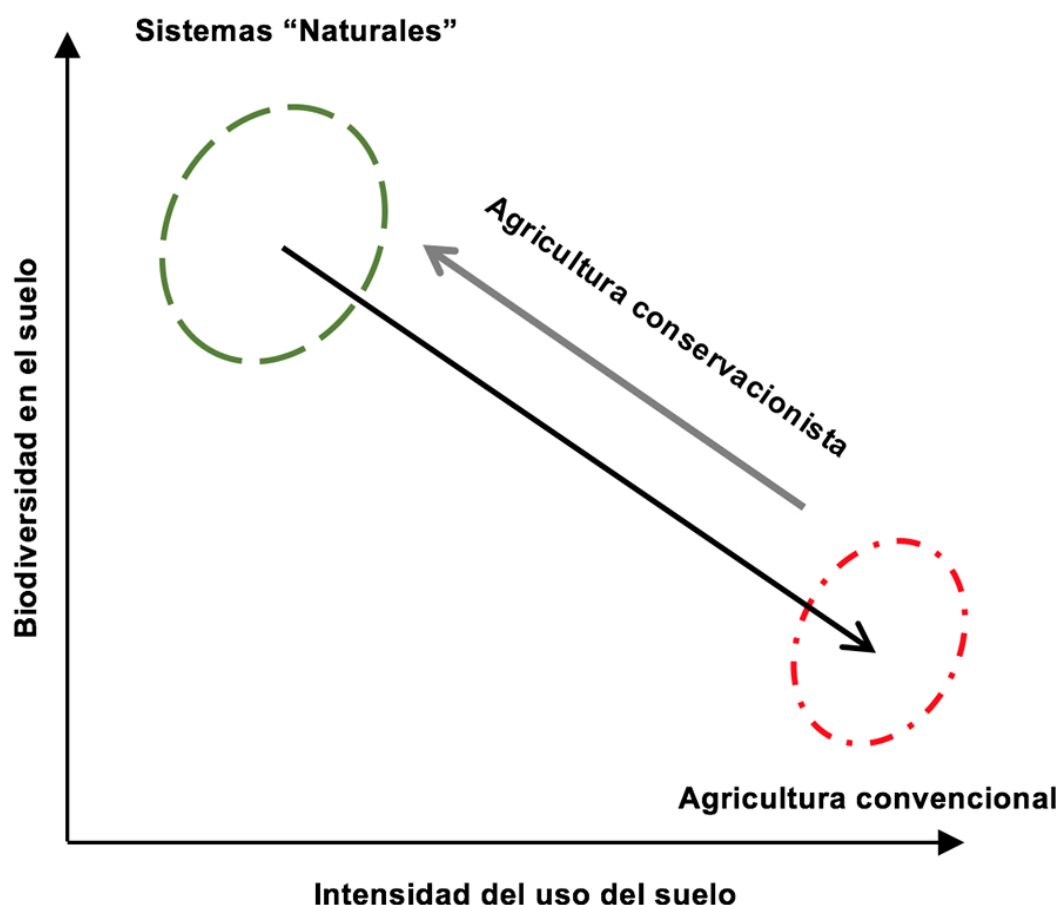 Sistemas “Naturales”
Agricultura conservacionista
Biodiversidad en el suelo
Agricultura convencional
Intensidad del uso del suelo